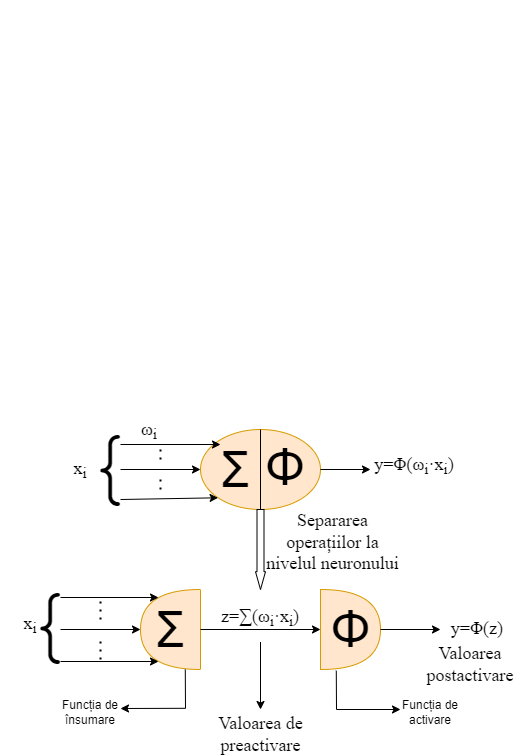 ωi
⋮
xi
Σ Φ
y=Φ(ωi·xi)
⋮
Separarea
operațiilor la
nivelul neuronului
⋮
xi
Σ
z=∑(ωi·xi)
Φ
y=Φ(z)
⋮
Valoarea
postactivare
Funcția de
însumare
Valoarea de
preactivare
Funcția de
activare